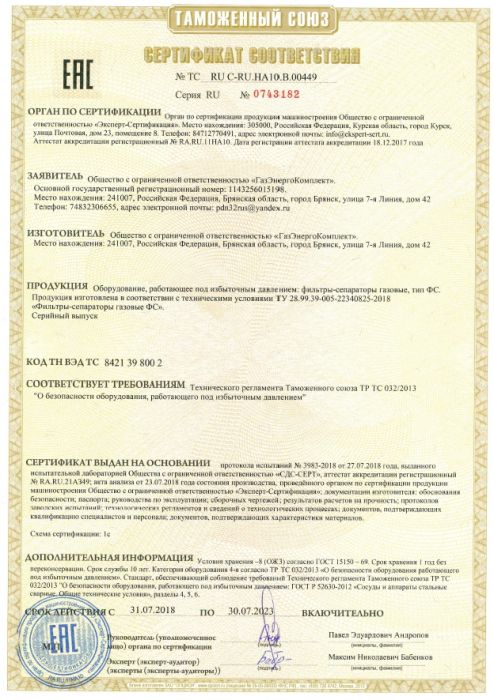 ТАМОЖЕННЫЙ СОЮЗ
СЕРТИФИКАТ СООТВЕТСТВИЯ
ЕАС
№ ТС RU C-RU.НА10.В.00449
Серия RU № 0743182
ОРГАН ПО СЕРТИФИКАЦИИ Орган по сертификации продукции машиностроения Общество с ограниченной
ответственностью «Эксперт-Сертификация». Место нахождения: 305000, Российская Федерация, Курская область, город Курск,
улица Почтовая, дом 23, помещение 8. Телефон: 84712770491, адрес электронной почты: info@ekspert-sert.ru.
Аттестат аккредитации регистрационный № RA.RU.11НА10. Дата регистрации аттестата аккредитации 18.12.2017 год
ЗАЯВИТЕЛЬ Общество с ограниченной ответственностью «ГазЭнергоКомплект».
Основной государственный регистрационный номер: 1143256015198.
Место нахождения: 241007, Российская Федерация, Брянская область, город Брянск, улица 7-я Линия, дом 42
Телефон: 74832306655, адрес электронной почты: pdn32rus@yandex.ru
ИЗГОТОВИТЕЛЬ Общество с ограниченной ответственностью «ГазЭнергоКомплект».
Место нахождения: 241007, Российская Федерация, Брянская область, город Брянск, улица 7-я Линия, дом 42
ПРОДУКЦИЯ Оборудование, работающее под избыточным давлением: фильтры-сепараторы газовые, тип ФС.
Продукция изготовлена в соответствии с техническими условиями ТУ 28.99.39-005-22340825-2018
«Фильтры-сепараторы газовые ФС».
Серийный выпуск
КОД ТН ВЭД ТС 8421 39 800 2
СООТВЕТСТВУЕТ ТРЕБОВАНИЯМ Технического регламента Таможенного союза ТР ТС 032/2013
"О безопасности оборудования, работающего под избыточным давлением"
СЕРТИФИКАТ ВЫДАН НА ОСНОВАНИИ протокола испытаний № 3983-2018 от 27.07.2018 года, выданного
испытательной лабораторией Общества с ограниченной ответственностью «СДС-СЕРТ», аттестат аккредитации регистрационный
№ RA.RU.21АЗ49; акта анализа от 23.07.2018 года состояния производства, проведённого органом по сертификации продукции
машиностроения Общества с ограниченной ответственностью «Эксперт-Сертификация»; документации изготовителя: обоснования
безопасности; паспорта; руководства по эксплуатации; сборочных чертежей; результатов расчетов на прочность; протоколов
заводских испытаний; технологических регламентов и сведений о технологических процессах; документов, подтверждающих
квалификацию специалистов и персонала; документов, подтверждающих характеристики материалов.
Схема сертификации: 1с
ДОПОЛНИТЕЛЬНАЯ ИНФОРМАЦИЯ Условия хранения –8 (ОЖЗ) согласно ГОСТ 15150 – 69. Срок хранения 1 год без
переконсервации. Срок службы 10 лет. Категория оборудования 4-я согласно ТР ТС 032/2013 «О безопасности оборудования работающего
под избыточным давлением». Стандарт, обеспечивающий соблюдение требований Технического регламента Таможенного союза ТР ТС
032/2013 "О безопасности оборудования, работающего под избыточным давлением": ГОСТ Р 52630-2012 «Сосуды и аппараты стальные
сварные. Общие технические условия», разделы 4, 5, 6.
СРОК ДЕЙСТВИЯ С 31.07.2018 ПО 30.07.2023 ВКЛЮЧИТЕЛЬНО
Руководитель (уполномоченное
лицо) органа по сертификации
Павел Эдуардович Андропов
Эксперт (эксперт-аудитор)
(эксперты (эксперты-аудиторы))
Максим Николаевич Бабенков